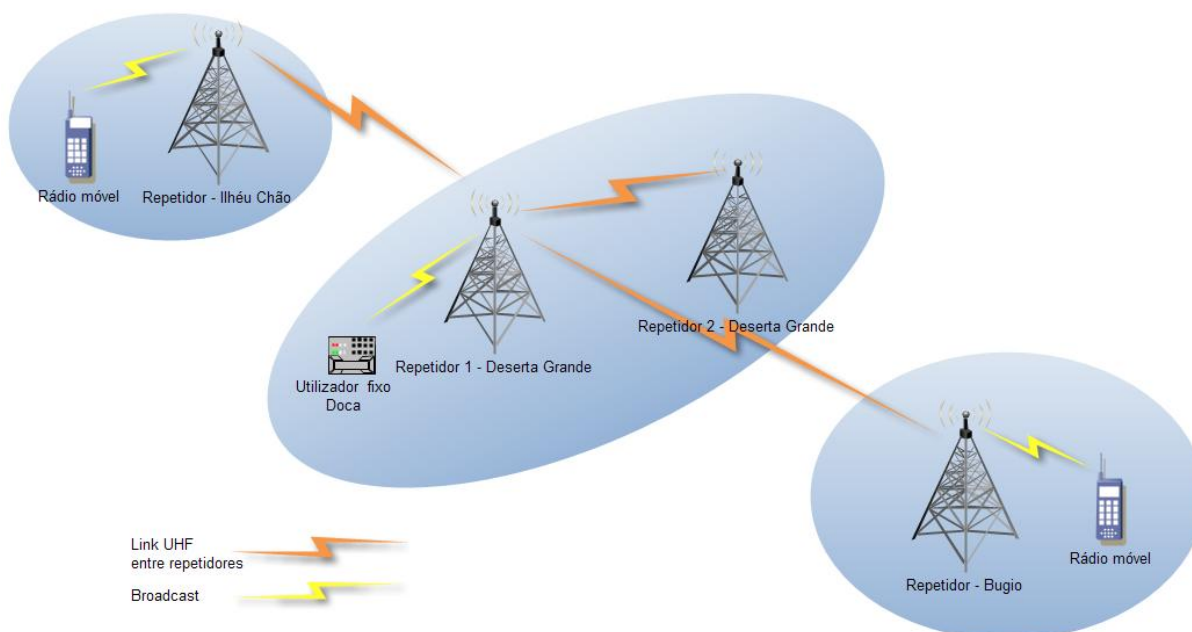 Rádio móvel
Repetidor - Ilhéu Chão
Repetidor 2 - Deserta Grande
Repetidor 1 - Deserta Grande
Utilizador fixo
Doca
Link UHF
entre repetidores
Broadcast
Repetidor - Bugio
Rádio móvel